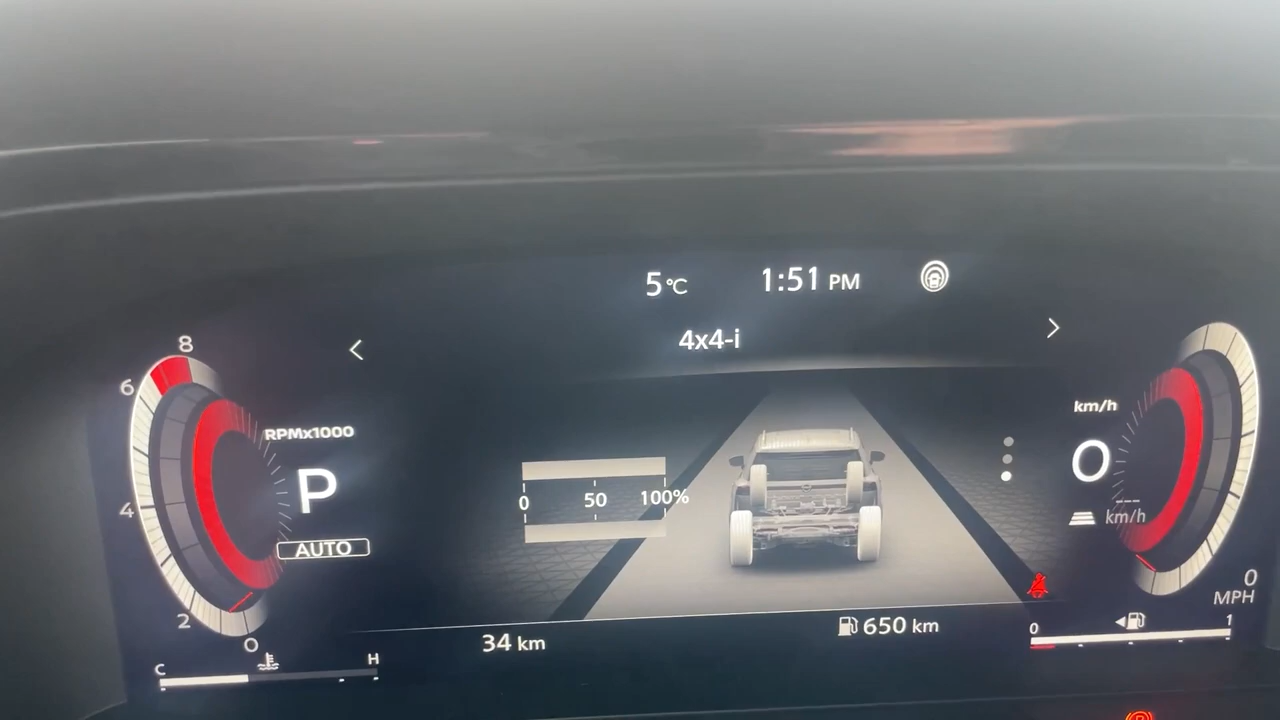 5°C 1:51 PM
4x4-i
8
6
4
2
0
RPMx1000
P
AUTO
0 50 100%
km/h
0
--- km/h
0
MPH
34 km
650 km
C H
0 1